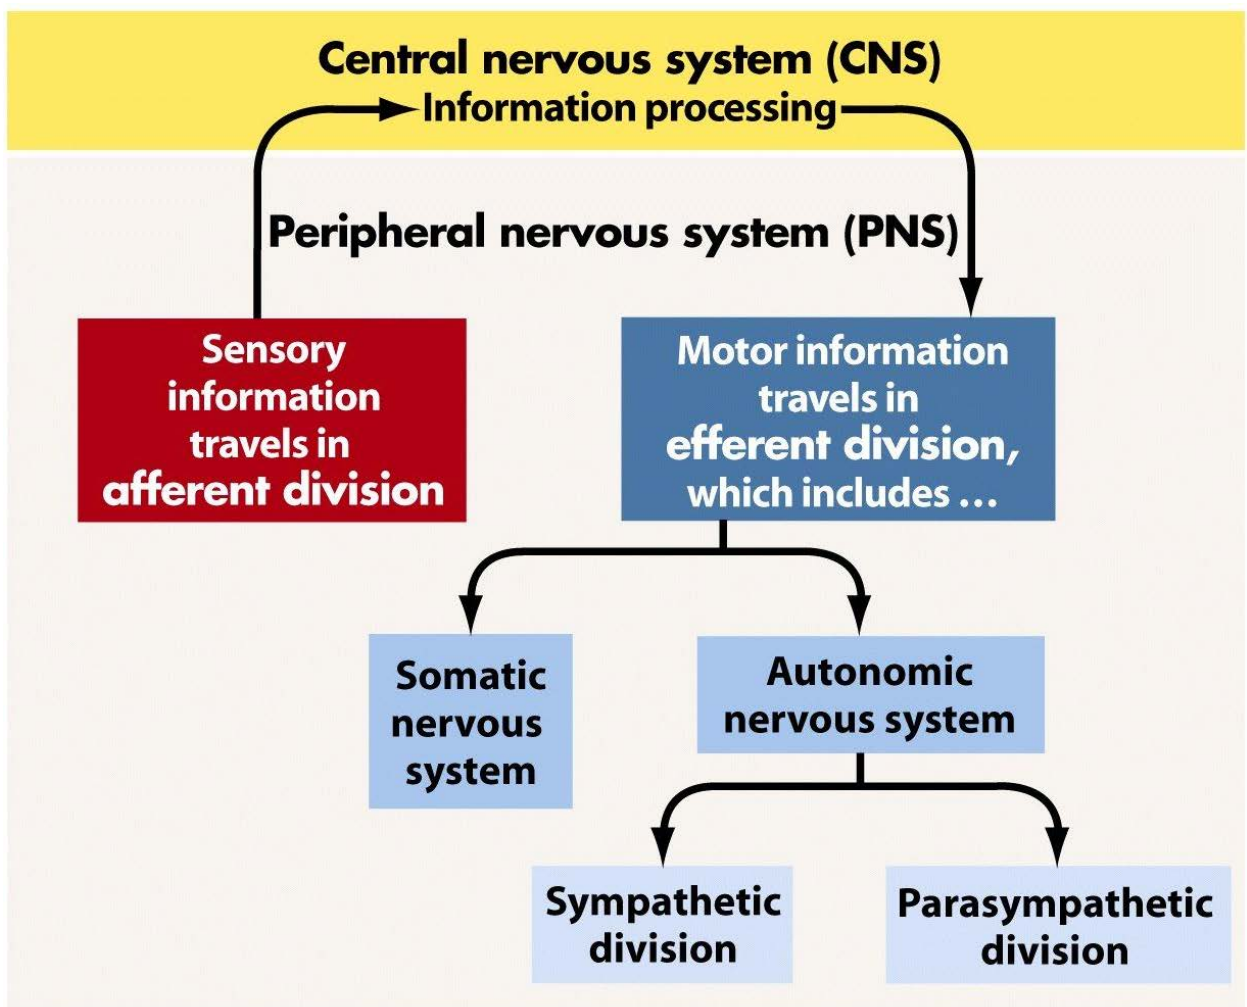 Central nervous system (CNS)
Information processing
Peripheral nervous system (PNS)
Sensory
information
travels in
afferent division
Motor information
travels in
efferent division,
which includes ...
Somatic
nervous
system
Autonomic
nervous system
Sympathetic
division
Parasympathetic
division